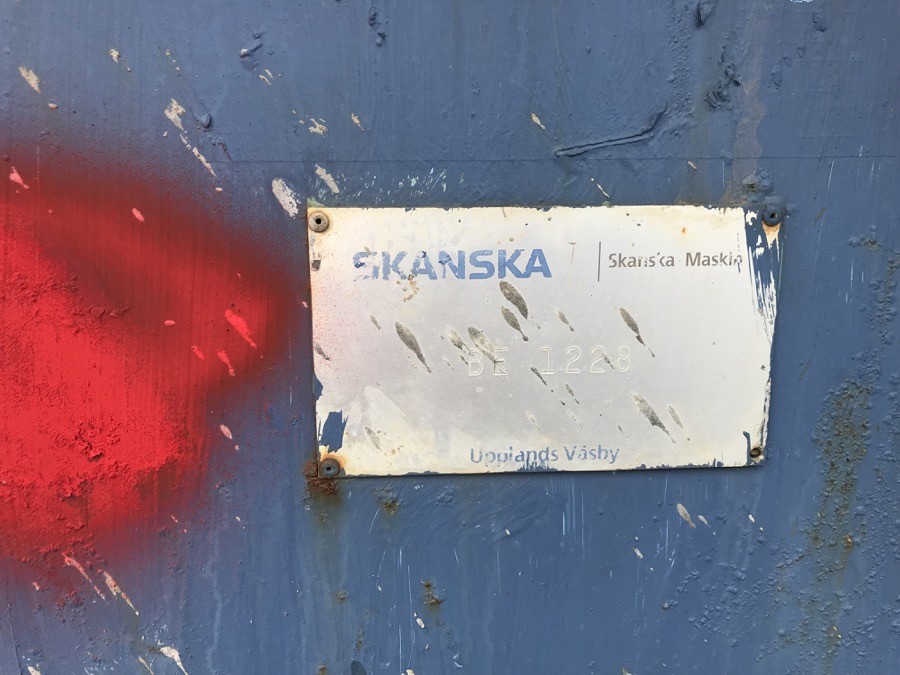 SKANSKA | Skanska Maskin
BE 1228
Upplands Väsby